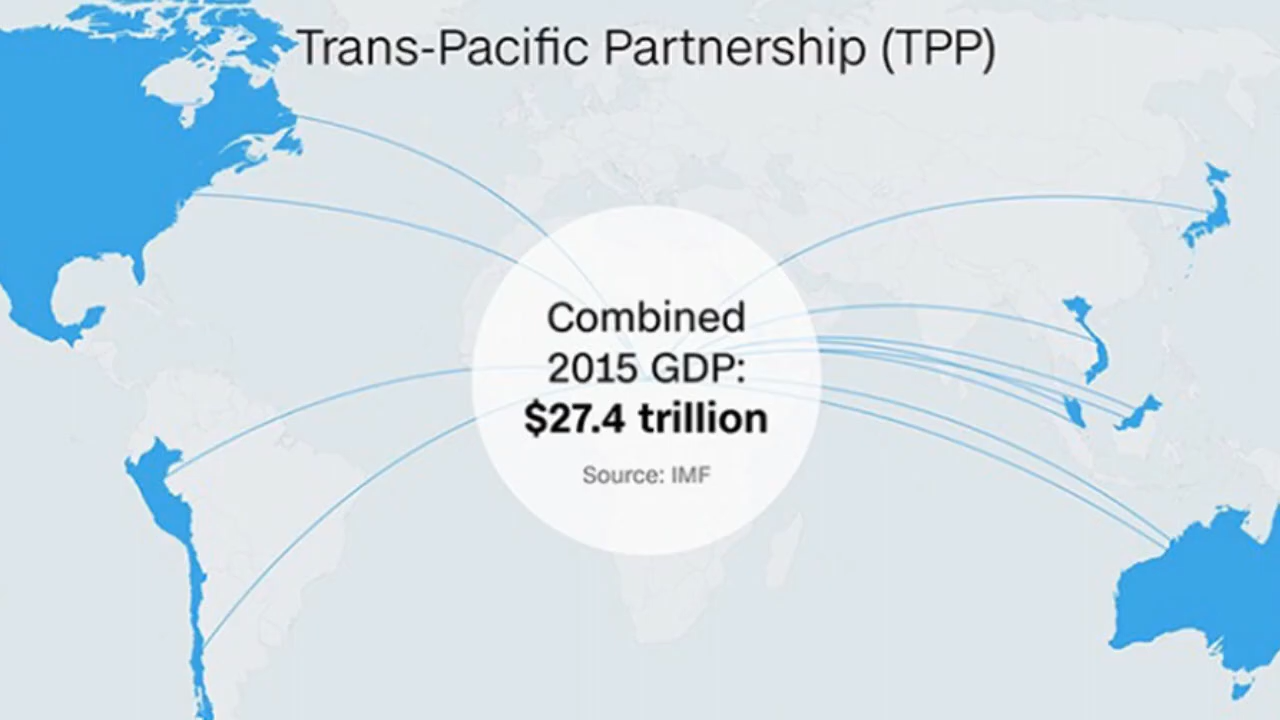 Trans-Pacific Partnership (TPP)
Combined
2015 GDP:
$27.4 trillion
Source: IMF